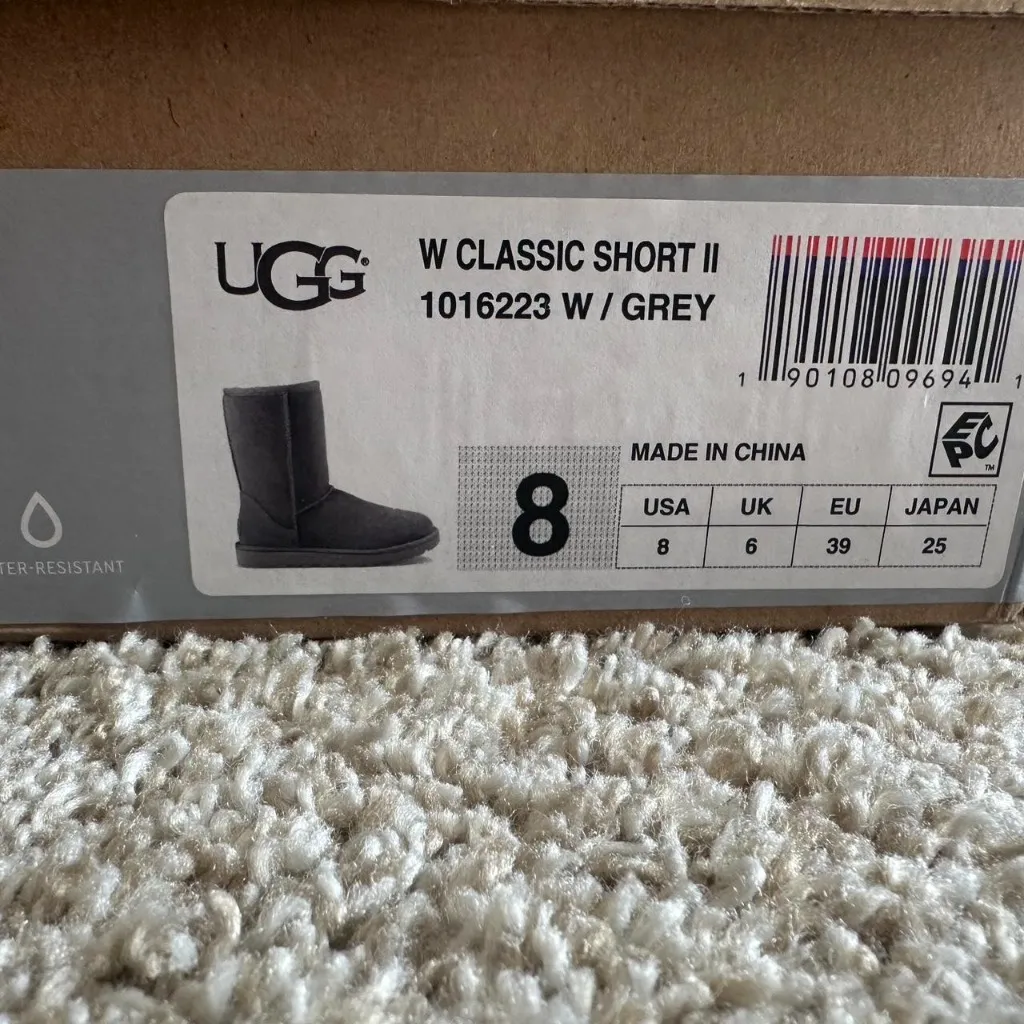 UGG®
W CLASSIC SHORT II
1016223 W / GREY
1 90108 09694 1
TER-RESISTANT
8
MADE IN CHINA
EPC™
USA UK EU JAPAN
8 6 39 25